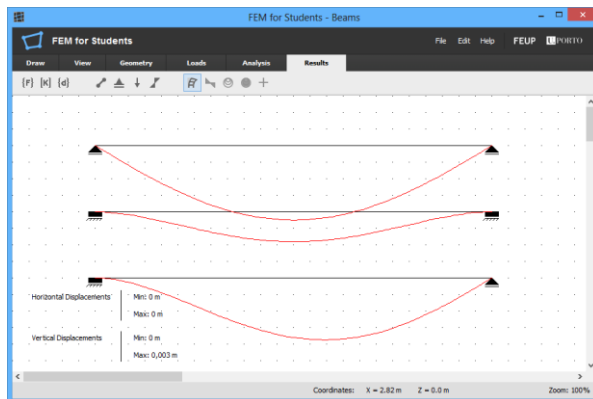 FEM for Students - Beams
FEM for Students
File Edit Help FEUP U.PORTO
Draw View Geometry Loads Analysis Results
{F} [K] {d}
Horizontal Displacements
Min: 0 m
Max: 0 m
Vertical Displacements
Min: 0 m
Max: 0,003 m
Coordinates: X = 2.82 m Z = 0.0 m Zoom: 100%